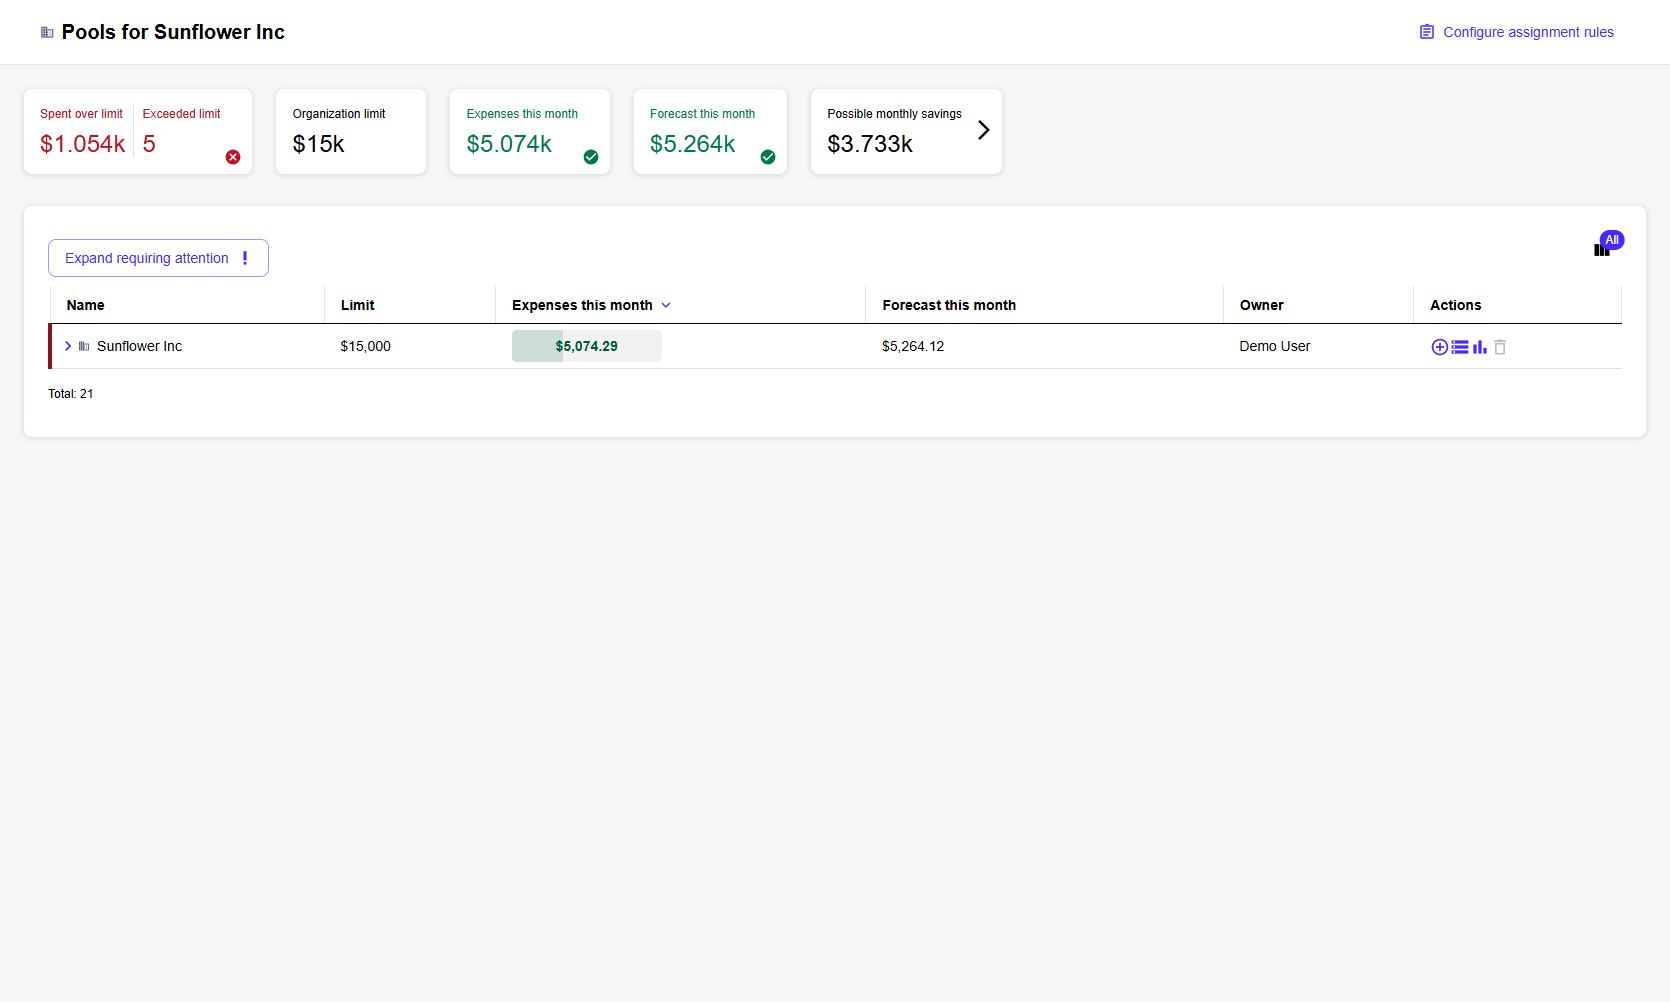 Pools for Sunflower Inc
Configure assignment rules
Spent over limit
$1.054k
Exceeded limit
5
Organization limit
$15k
Expenses this month
$5.074k
Forecast this month
$5.264k
Possible monthly savings
$3.733k
Expand requiring attention
All
Name Limit Expenses this month Forecast this month Owner Actions
Sunflower Inc $15,000 $5,074.29 $5,264.12 Demo User
Total: 21